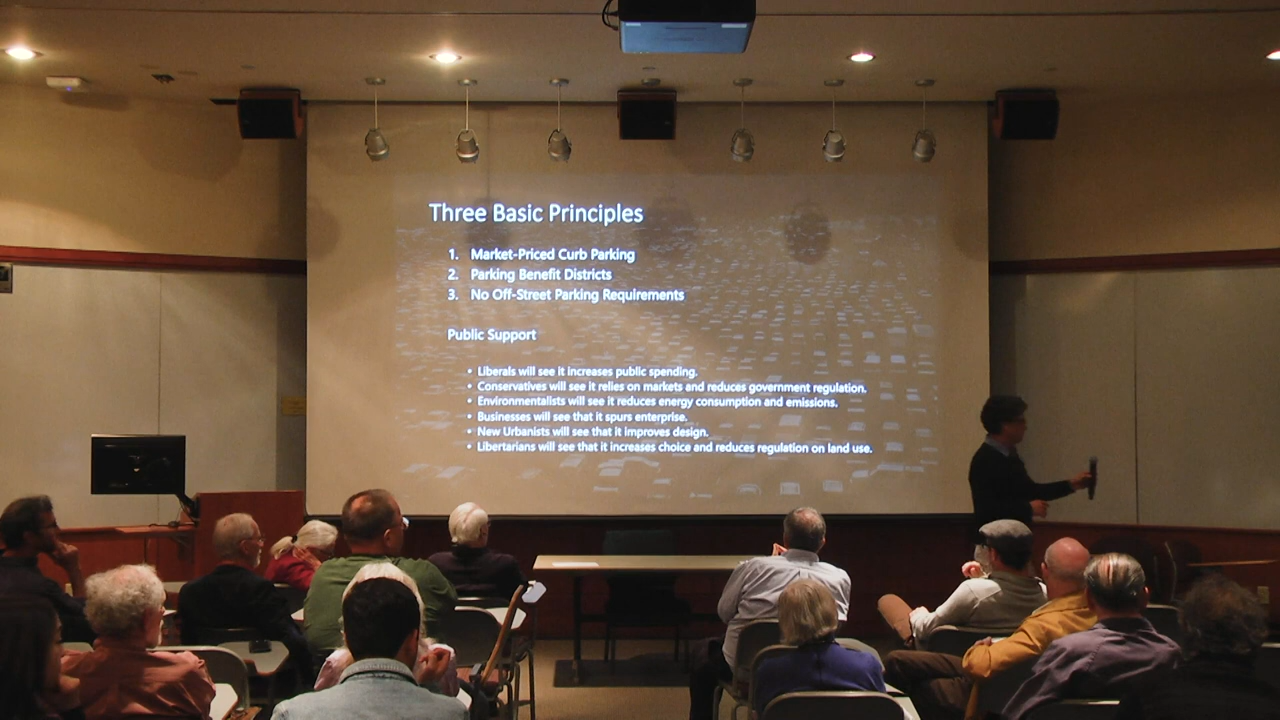 Three Basic Principles
1. Market-Priced Curb Parking
2. Parking Benefit Districts
3. No Off-Street Parking Requirements
Public Support
• Liberals will see it increases public spending.
• Conservatives will see it relies on markets and reduces government regulation.
• Environmentalists will see it reduces energy consumption and emissions.
• Businesses will see that it spurs enterprise.
• New Urbanists will see that it improves design.
• Libertarians will see that it increases choice and reduces regulation on land use.